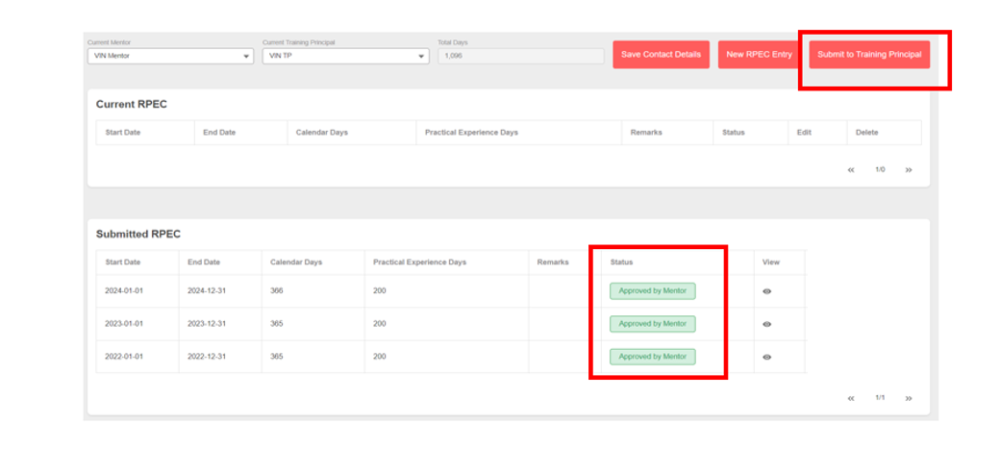 Current Mentor Current Training Principal Total Days
VIN Mentor VIN TP 1,096 Save Contact Details New RPEC Entry Submit to Training Principal
Current RPEC
Start Date End Date Calendar Days Practical Experience Days Remarks Status Edit Delete
« 1/0 »
Submitted RPEC
Start Date End Date Calendar Days Practical Experience Days Remarks Status View
2024-01-01 2024-12-31 366 200 Approved by Mentor
2023-01-01 2023-12-31 365 200 Approved by Mentor
2022-01-01 2022-12-31 365 200 Approved by Mentor
« 1/1 »